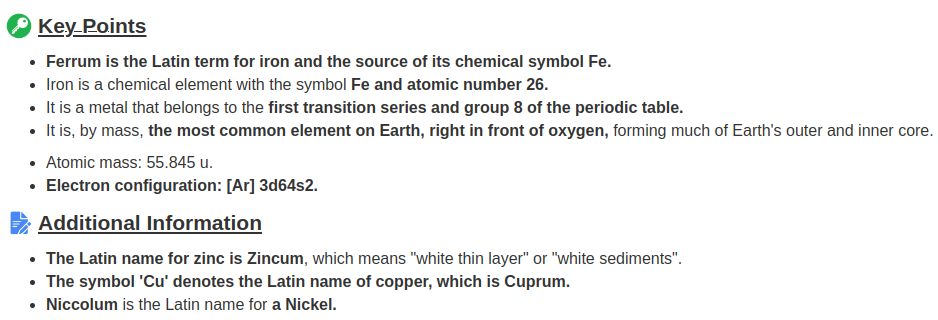 Key Points
Ferrum is the Latin term for iron and the source of its chemical symbol Fe.
Iron is a chemical element with the symbol Fe and atomic number 26.
It is a metal that belongs to the first transition series and group 8 of the periodic table.
It is, by mass, the most common element on Earth, right in front of oxygen, forming much of Earth's outer and inner core.
Atomic mass: 55.845 u.
Electron configuration: [Ar] 3d64s2.
Additional Information
The Latin name for zinc is Zincum, which means "white thin layer" or "white sediments".
The symbol 'Cu' denotes the Latin name of copper, which is Cuprum.
Niccolum is the Latin name for a Nickel.